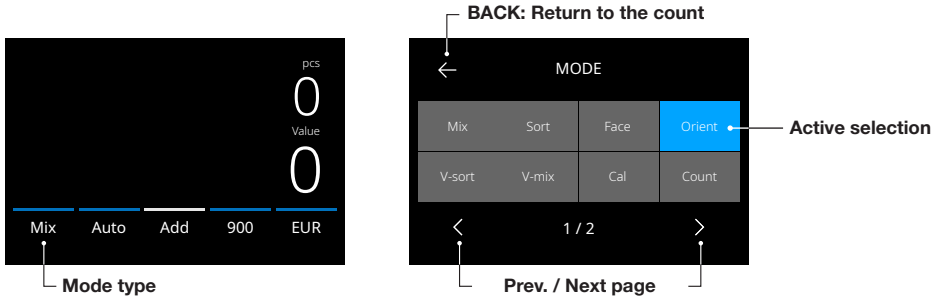 BACK: Return to the count
pcs
0
Value
0
Mix Auto Add 900 EUR
Mode type
MODE
Mix Sort Face Orient
Active selection
V-sort V-mix Cal Count
1 / 2
Prev. / Next page